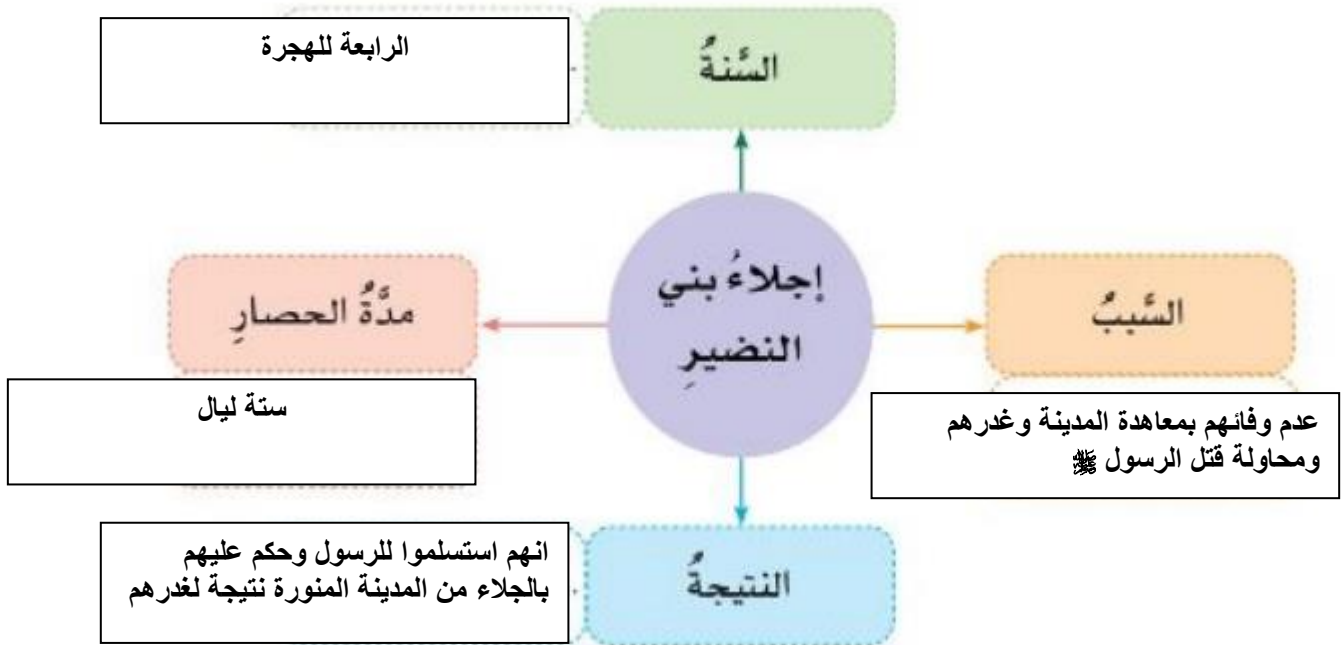 السَّنةُ
الرابعة للهجرة
إجلاءُ بني
النضيرِ
السَّببُ
عدم وفائهم بمعاهدة المدينة وغدرهم
ومحاولة قتل الرسول ﷺ
مدَّةُ الحصارِ
ستة ليال
النتيجةُ
انهم استسلموا للرسول وحكم عليهم
بالجلاء من المدينة المنورة نتيجة لغدرهم